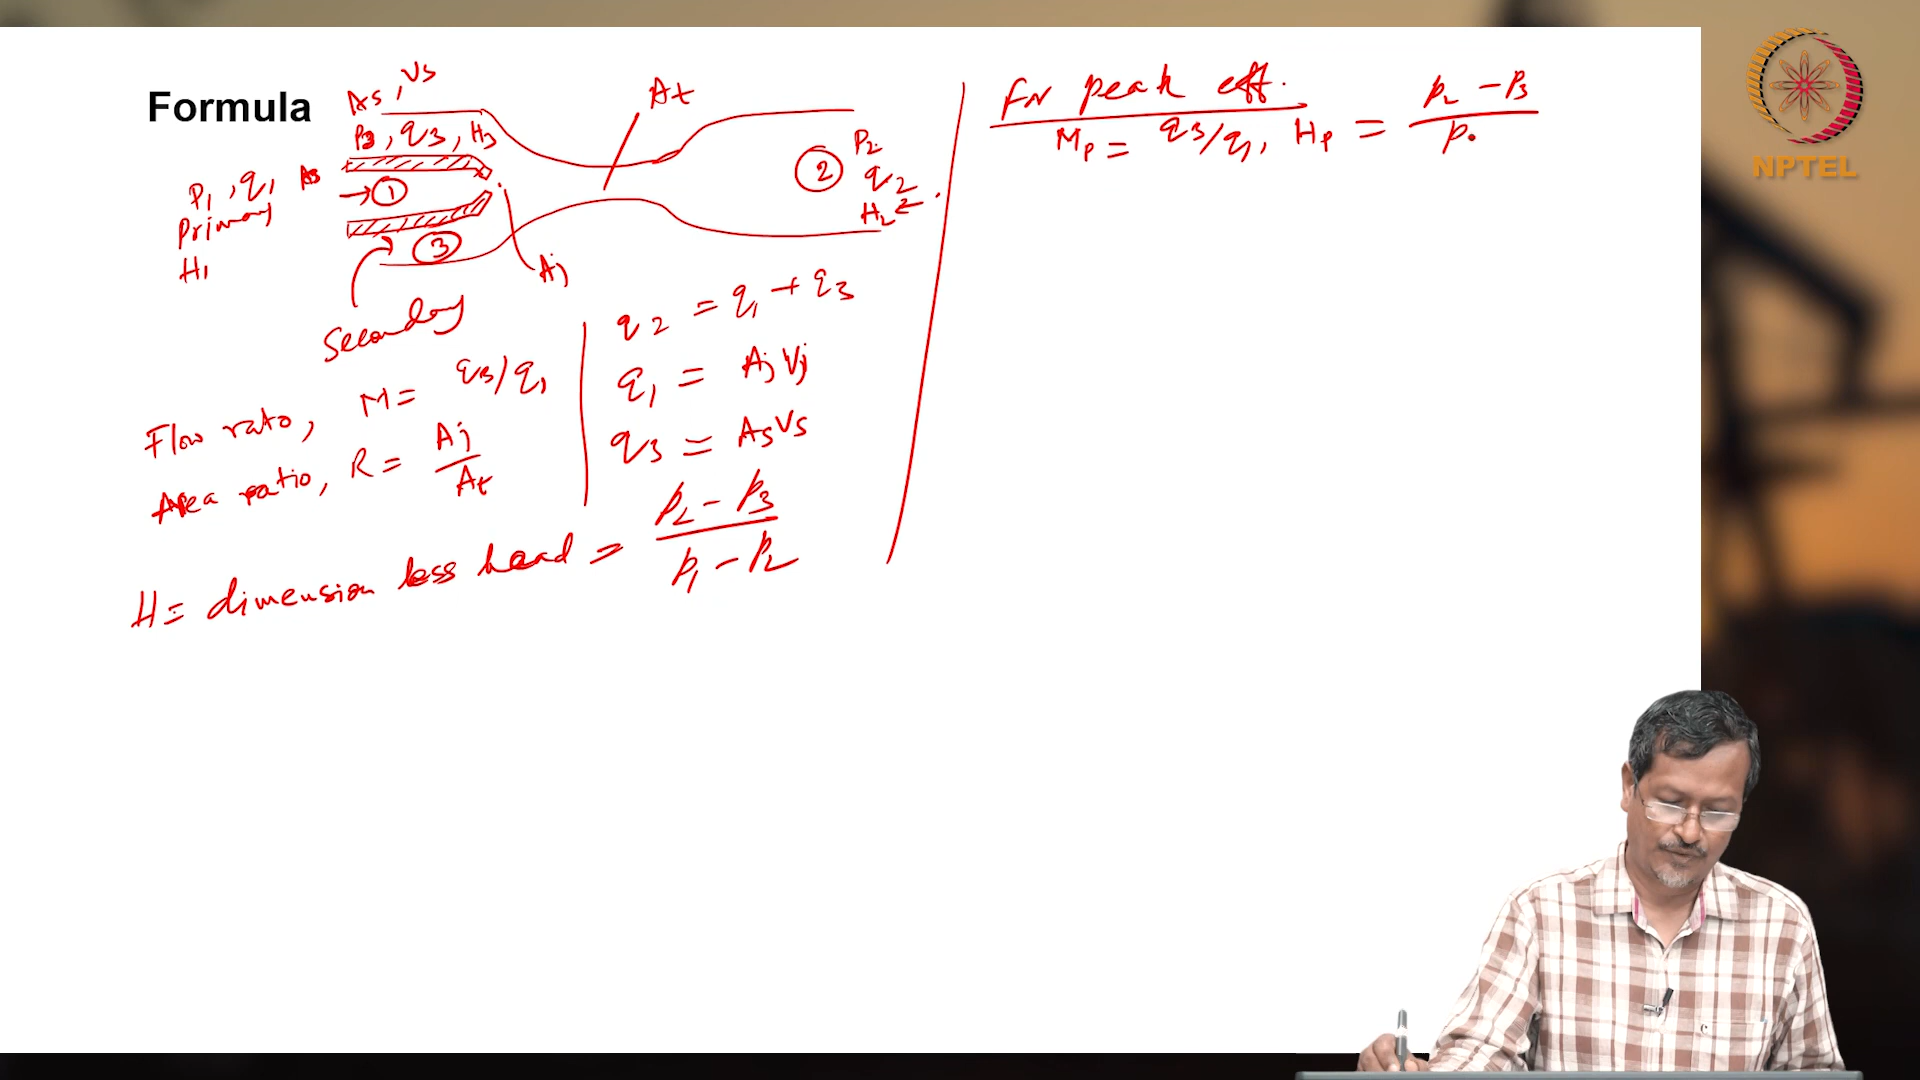 Formula
As, Vs
At
P3, q3, H3
P1, q1, As
Primary
H1
1
3
2
P2
q2
H2
Aj
Secondary
q2 = q1 + q3
q1 = Aj Vj
q3 = As Vs
Flow rato, M = q3/q1
Area ratio, R = Aj / At
H = dimension less head = P2 - P3 / P1 - P2
For peak eff.
Mp = q3/q1, Hp = P2 - P3 / P
NPTEL